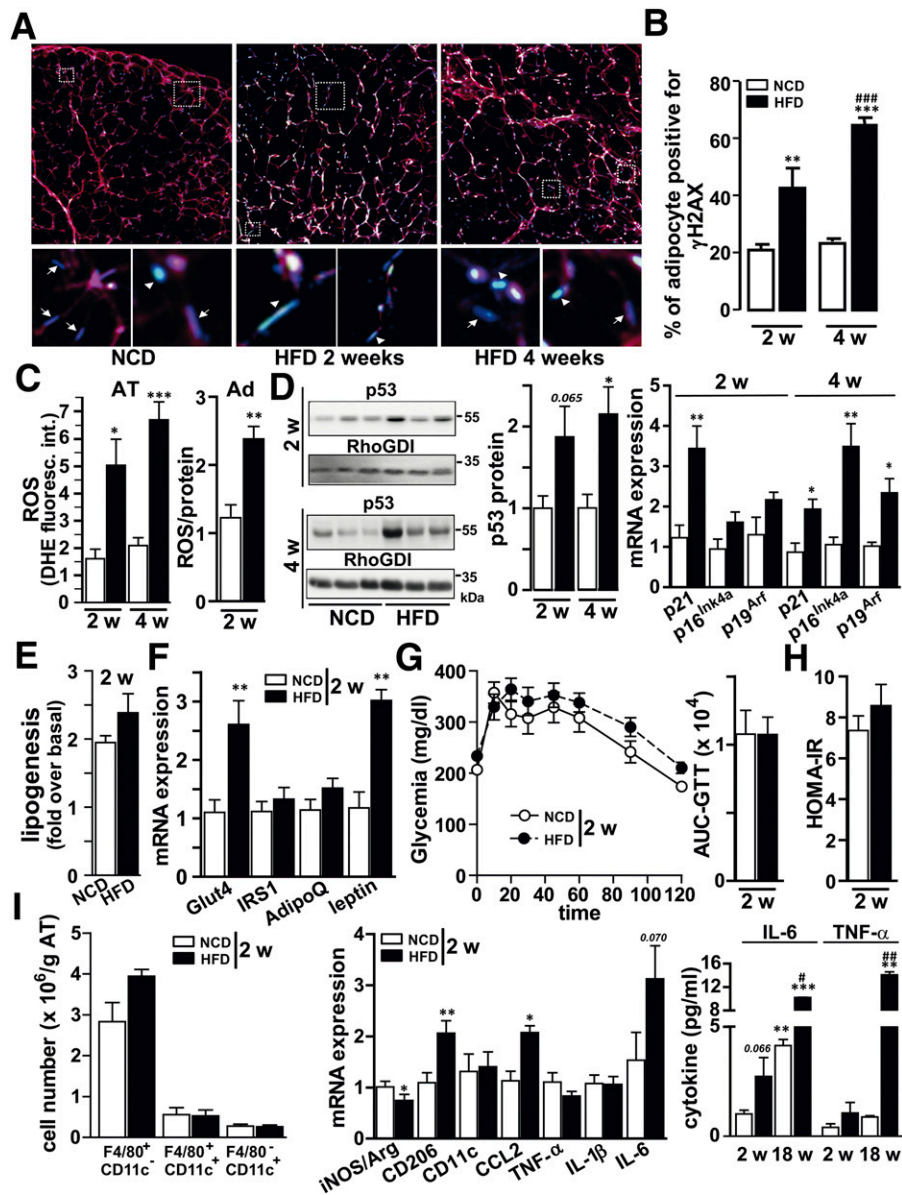 A
NCD
HFD 2 weeks
HFD 4 weeks
B
% of adipocyte positive for
γH2AX
NCD
HFD
80
60
40
20
0
**
###
***
2 w
4 w
C
AT
Ad
ROS
(DHE fluoresc. int.)
7
6
5
4
3
2
1
0
*
***
2 w
4 w
ROS/protein
3
2
1
0
**
2 w
D
p53
2 w
55
RhoGDI
35
p53
4 w
55
RhoGDI
35
kDa
NCD
HFD
p53 protein
2
1
0
0.065
*
2 w
4 w
mRNA expression
2 w
4 w
5
4
3
2
1
0
**
*
**
*
p21
p16Ink4a
p19Arf
p21
p16Ink4a
p19Arf
E
2 w
lipogenesis
(fold over basal)
3
2
1
0
NCD
HFD
F
NCD
HFD
2 w
mRNA expression
3
2
1
0
**
**
Glut4
IRS1
AdipoQ
leptin
G
Glycemia (mg/dl)
400
300
200
100
0
NCD
HFD
2 w
0
20
40
60
80
100
120
time
AUC-GTT (x 10⁴)
1
0
2 w
H
HOMA-IR
10
8
6
4
2
0
2 w
I
cell number (x 10⁶/g AT)
5
4
3
2
1
0
NCD
HFD
2 w
F4/80+
CD11c-
F4/80+
CD11c+
F4/80-
CD11c+
mRNA expression
4
3
2
1
0
NCD
HFD
2 w
*
**
*
0.070
iNOS/Arg
CD206
CD11c
CCL2
TNF-α
IL-1β
IL-6
IL-6
TNF-α
cytokine (pg/ml)
16
13
10
5
0
0.066
**
#
***
##
**
2 w
18 w
2 w
18 w